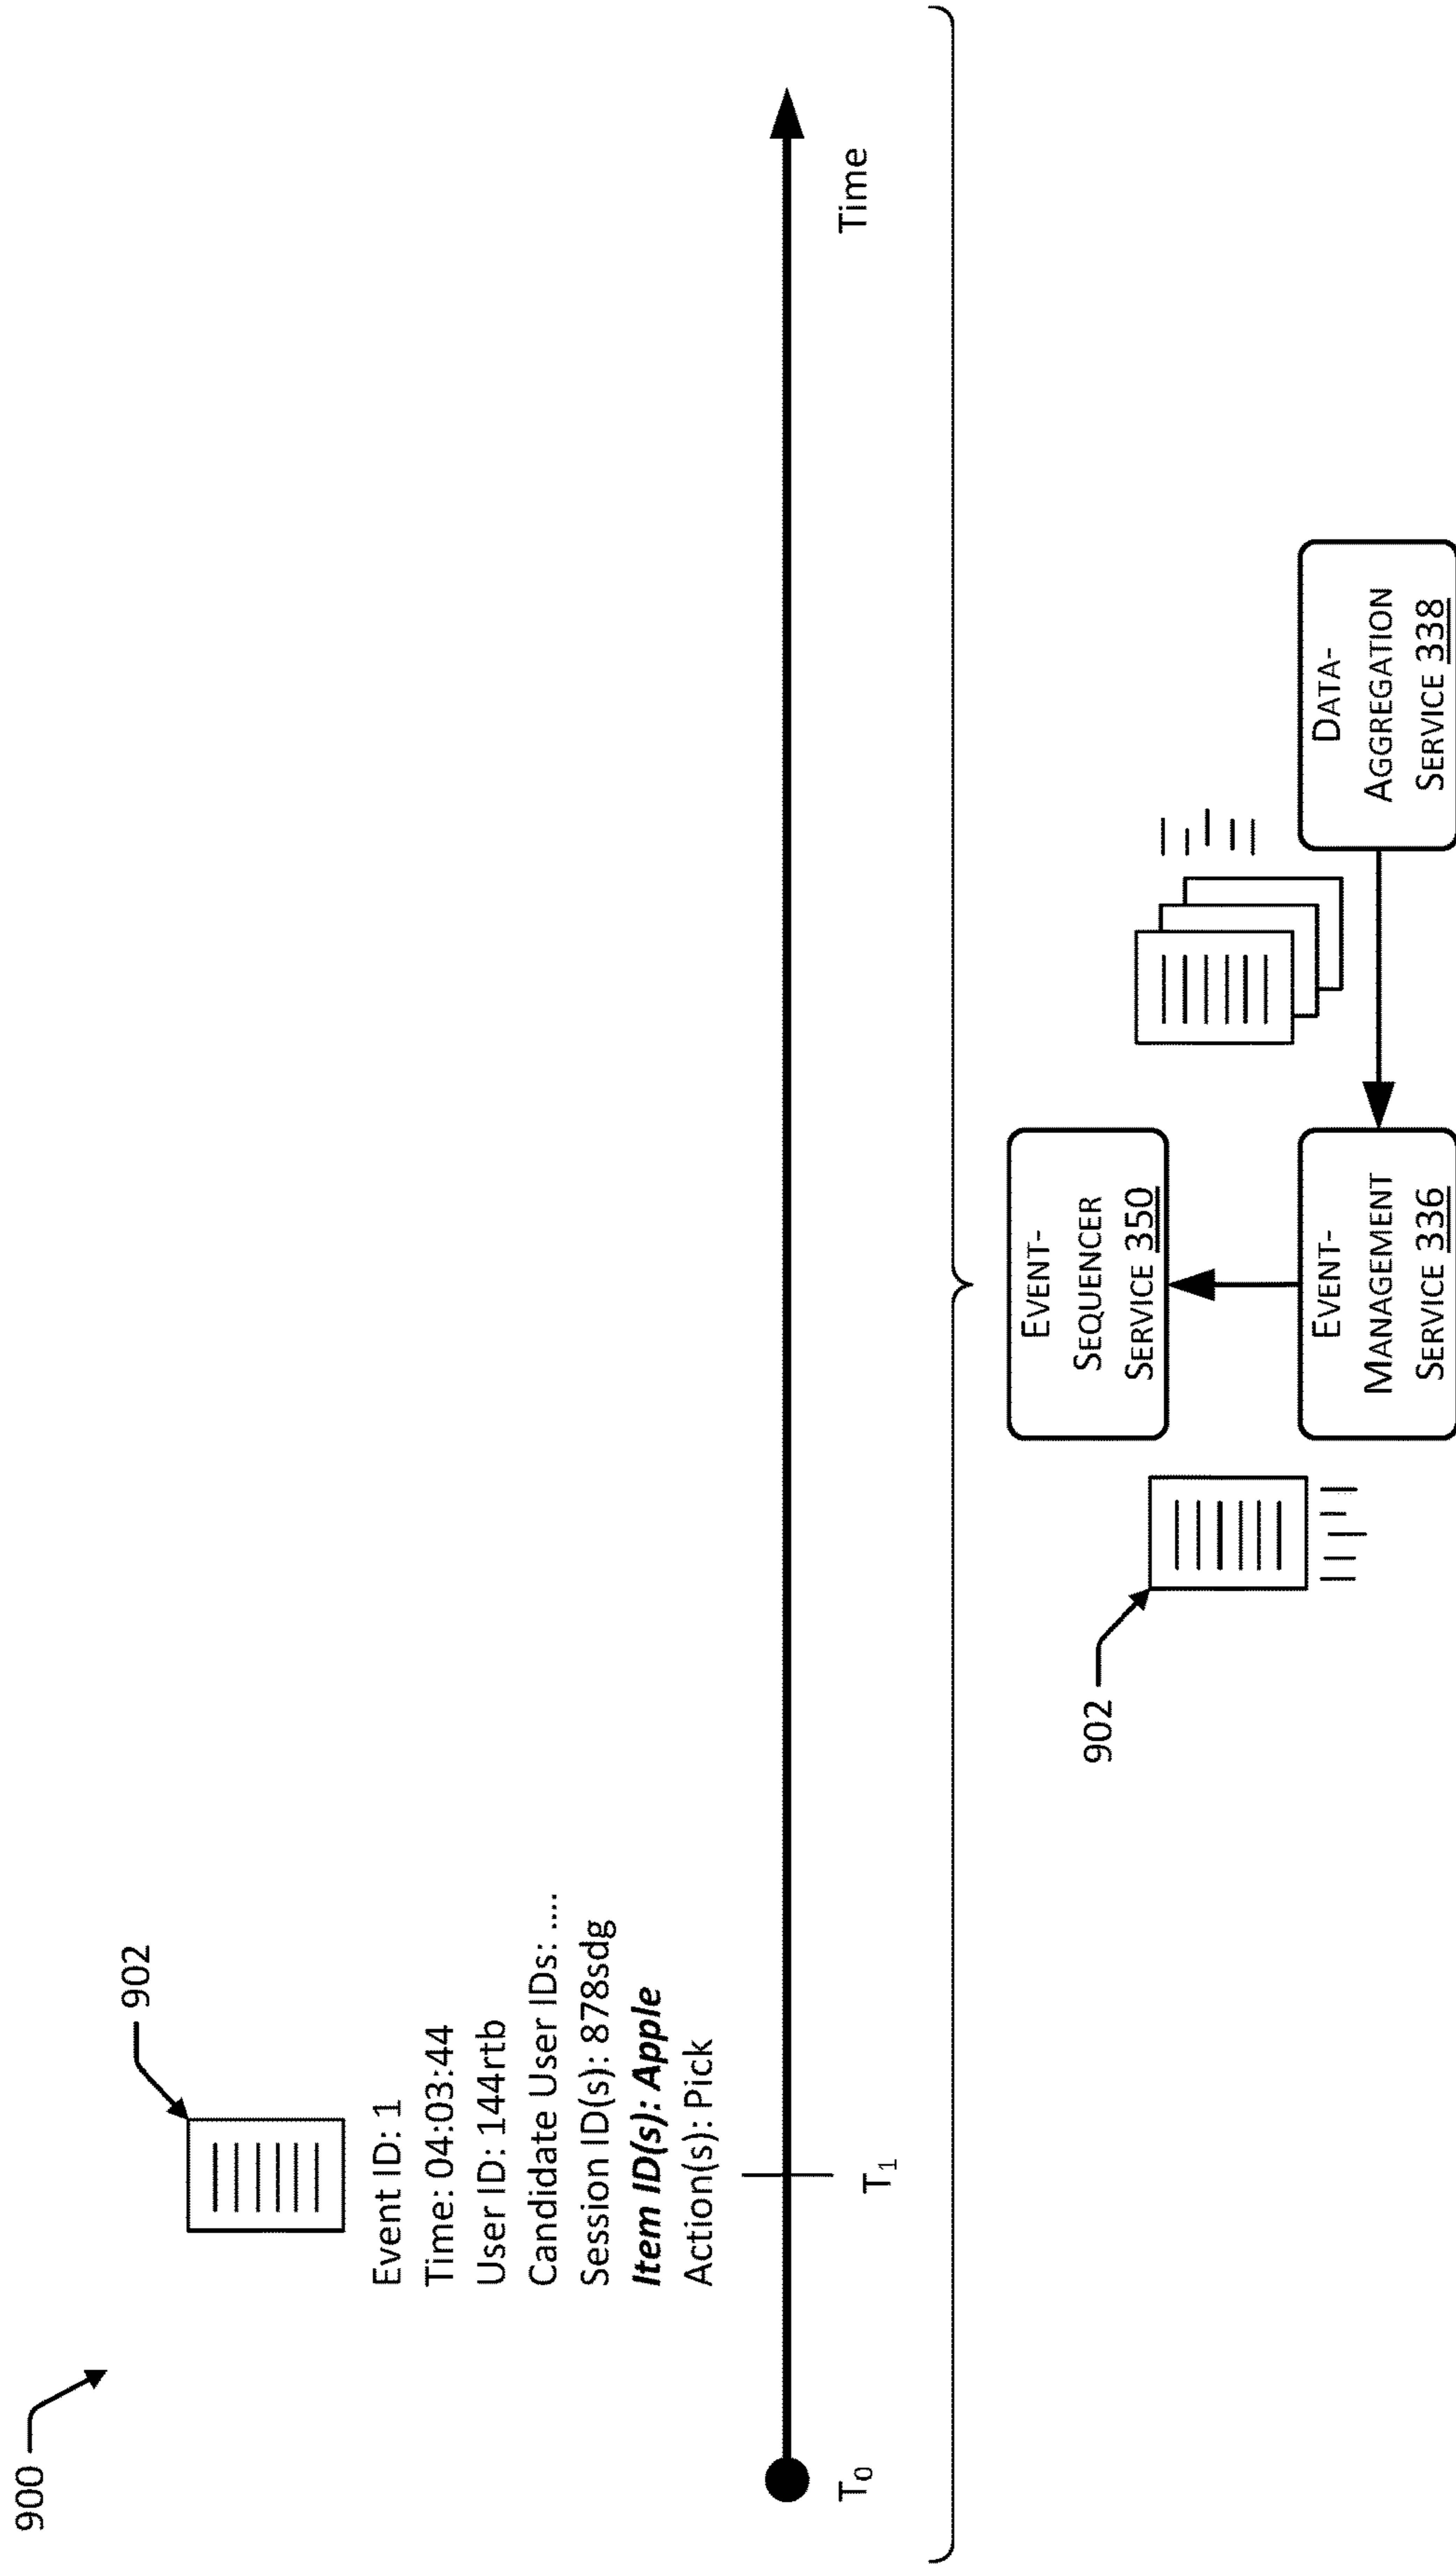 900
902
Event ID: 1
Time: 04:03:44
User ID: 144rtb
Candidate User IDs: ....
Session ID(s): 878sdg
Item ID(s): Apple
Action(s): Pick
T0
T1
Time
902
EVENT-
SEQUENCER
SERVICE 350
EVENT-
MANAGEMENT
SERVICE 336
DATA-
AGGREGATION
SERVICE 338